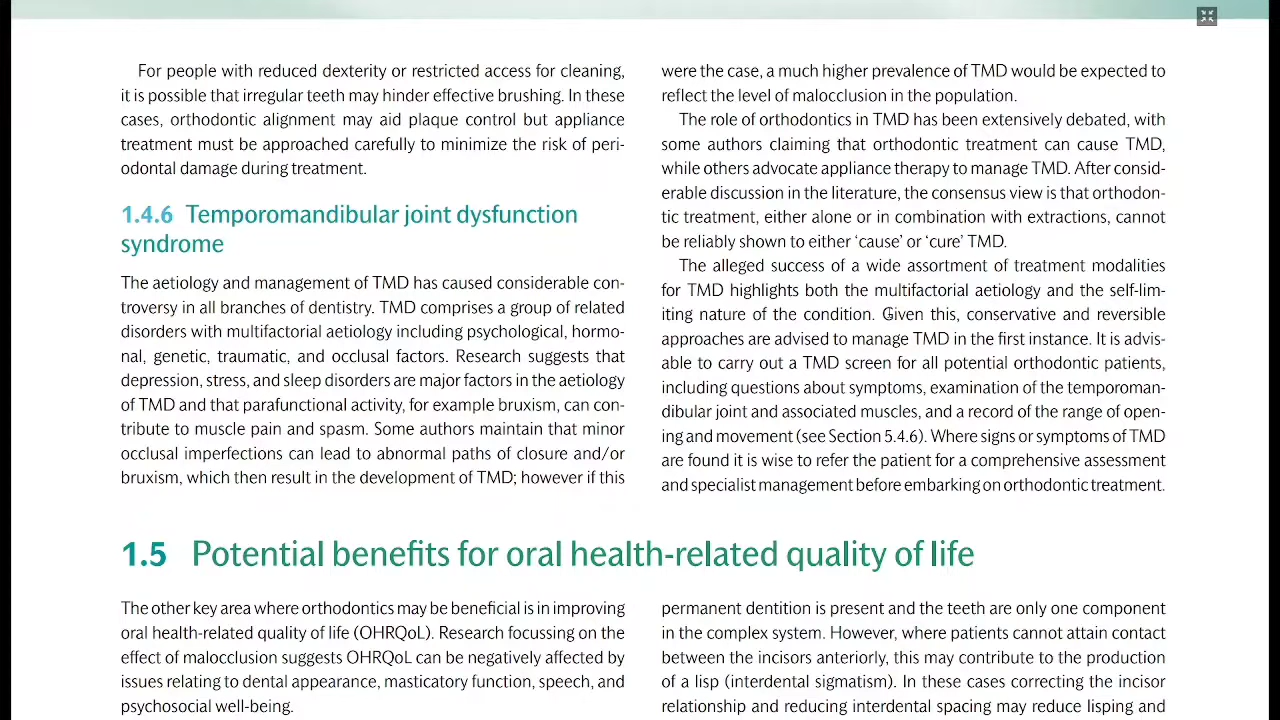 For people with reduced dexterity or restricted access for cleaning,
it is possible that irregular teeth may hinder effective brushing. In these
cases, orthodontic alignment may aid plaque control but appliance
treatment must be approached carefully to minimize the risk of peri-
odontal damage during treatment.
1.4.6 Temporomandibular joint dysfunction
syndrome
The aetiology and management of TMD has caused considerable con-
troversy in all branches of dentistry. TMD comprises a group of related
disorders with multifactorial aetiology including psychological, hormo-
nal, genetic, traumatic, and occlusal factors. Research suggests that
depression, stress, and sleep disorders are major factors in the aetiology
of TMD and that parafunctional activity, for example bruxism, can con-
tribute to muscle pain and spasm. Some authors maintain that minor
occlusal imperfections can lead to abnormal paths of closure and/or
bruxism, which then result in the development of TMD; however if this
were the case, a much higher prevalence of TMD would be expected to
reflect the level of malocclusion in the population.
The role of orthodontics in TMD has been extensively debated, with
some authors claiming that orthodontic treatment can cause TMD,
while others advocate appliance therapy to manage TMD. After consid-
erable discussion in the literature, the consensus view is that orthodon-
tic treatment, either alone or in combination with extractions, cannot
be reliably shown to either ‘cause’ or ‘cure’ TMD.
The alleged success of a wide assortment of treatment modalities
for TMD highlights both the multifactorial aetiology and the self-lim-
iting nature of the condition. Given this, conservative and reversible
approaches are advised to manage TMD in the first instance. It is advis-
able to carry out a TMD screen for all potential orthodontic patients,
including questions about symptoms, examination of the temporoman-
dibular joint and associated muscles, and a record of the range of open-
ing and movement (see Section 5.4.6). Where signs or symptoms of TMD
are found it is wise to refer the patient for a comprehensive assessment
and specialist management before embarking on orthodontic treatment.
1.5 Potential benefits for oral health-related quality of life
The other key area where orthodontics may be beneficial is in improving
oral health-related quality of life (OHRQoL). Research focussing on the
effect of malocclusion suggests OHRQoL can be negatively affected by
issues relating to dental appearance, masticatory function, speech, and
psychosocial well-being.
permanent dentition is present and the teeth are only one component
in the complex system. However, where patients cannot attain contact
between the incisors anteriorly, this may contribute to the production
of a lisp (interdental sigmatism). In these cases correcting the incisor
relationship and reducing interdental spacing may reduce lisping and